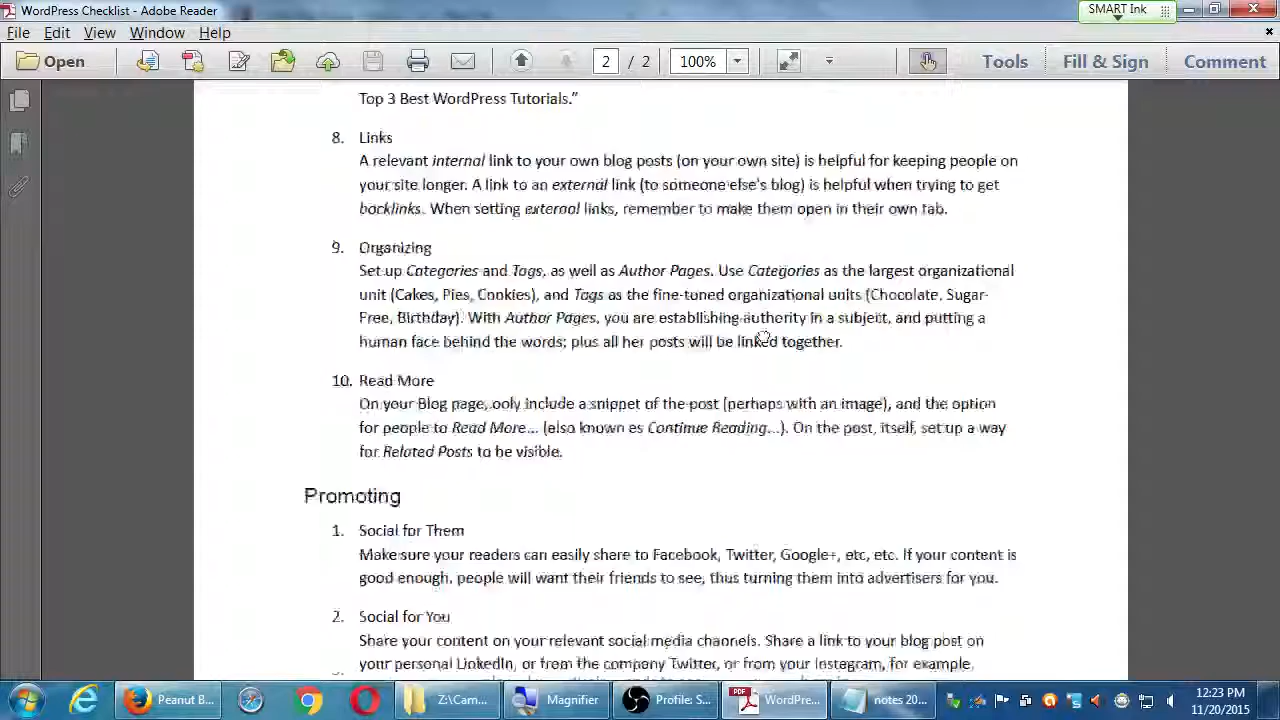 WordPress Checklist - Adobe Reader
SMART Ink
File Edit View Window Help
Open 2 / 2 100% Tools Fill & Sign Comment
Top 3 Best WordPress Tutorials.”
8. Links
A relevant internal link to your own blog posts (on your own site) is helpful for keeping people on
your site longer. A link to an external link (to someone else's blog) is helpful when trying to get
backlinks. When setting external links, remember to make them open in their own tab.
9. Organizing
Set up Categories and Tags, as well as Author Pages. Use Categories as the largest organizational
unit (Cakes, Pies, Cookies), and Tags as the fine-tuned organizational units (Chocolate, Sugar-
Free, Birthday). With Author Pages, you are establishing authority in a subject, and putting a
human face behind the words; plus all her posts will be linked together.
10. Read More
On your Blog page, only include a snippet of the post (perhaps with an image), and the option
for people to Read More... (also known as Continue Reading...). On the post, itself, set up a way
for Related Posts to be visible.
Promoting
1. Social for Them
Make sure your readers can easily share to Facebook, Twitter, Google+, etc, etc. If your content is
good enough, people will want their friends to see, thus turning them into advertisers for you.
2. Social for You
Share your content on your relevant social media channels. Share a link to your blog post on
your personal LinkedIn, or from the company Twitter, or from your Instagram, for example.
Peanut B... Z:\Cam... Magnifier Profile: S... WordPre... notes 20...
12:23 PM
11/20/2015